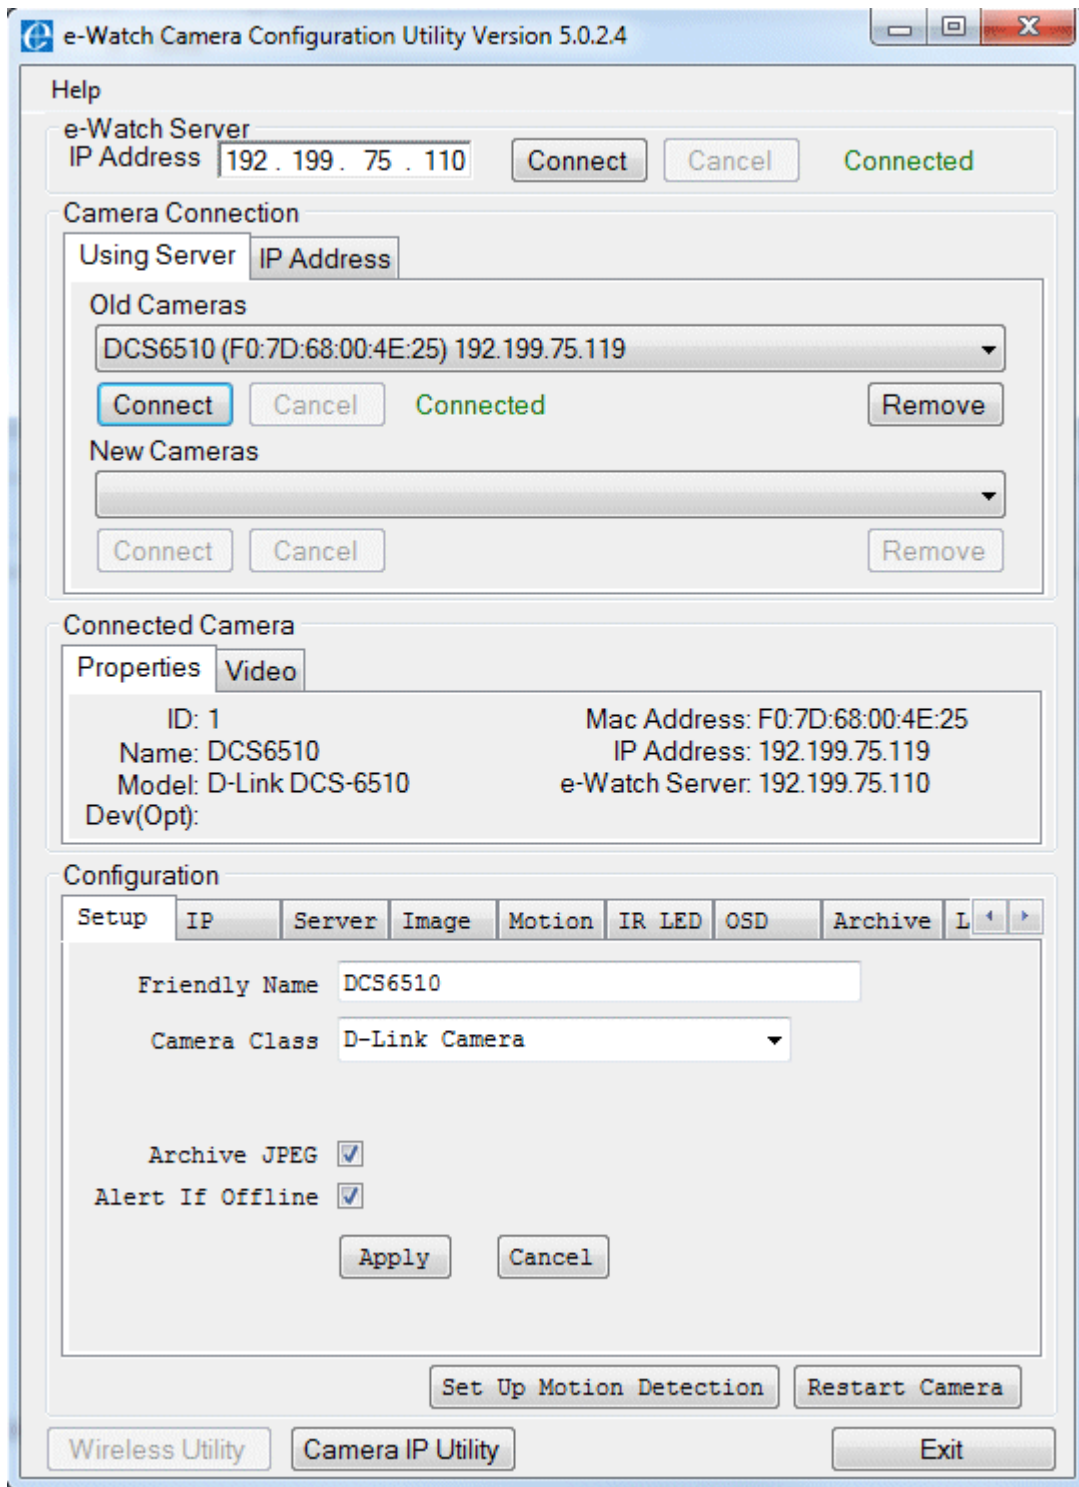 e-Watch Camera Configuration Utility Version 5.0.2.4
Help
e-Watch Server
IP Address 192 . 199 . 75 . 110 Connect Cancel Connected
Camera Connection
Using Server IP Address
Old Cameras
DCS6510 (F0:7D:68:00:4E:25) 192.199.75.119
Connect Cancel Connected Remove
New Cameras
Connect Cancel Remove
Connected Camera
Properties Video
ID: 1 Mac Address: F0:7D:68:00:4E:25
Name: DCS6510 IP Address: 192.199.75.119
Model: D-Link DCS-6510 e-Watch Server: 192.199.75.110
Dev(Opt):
Configuration
Setup IP Server Image Motion IR LED OSD Archive L
Friendly Name DCS6510
Camera Class D-Link Camera
Archive JPEG
Alert If Offline
Apply Cancel
Set Up Motion Detection Restart Camera
Wireless Utility Camera IP Utility Exit